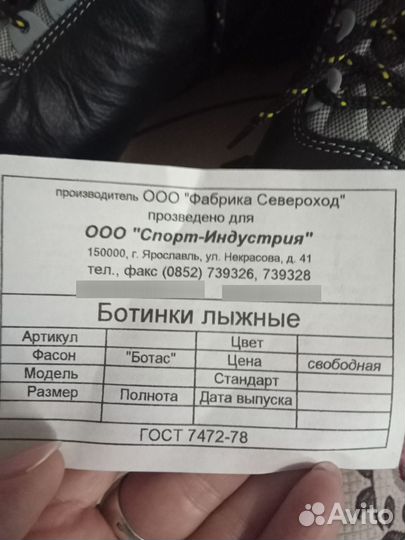 производитель ООО "Фабрика Североход"
прозведено для
ООО "Спорт-Индустрия"
150000, г. Ярославль, ул. Некрасова, д. 41
тел., факс (0852) 739326, 739328
Ботинки лыжные
Артикул Цвет
Фасон "Ботас" Цена свободная
Модель Стандарт
Размер Полнота Дата выпуска
ГОСТ 7472-78
Avito